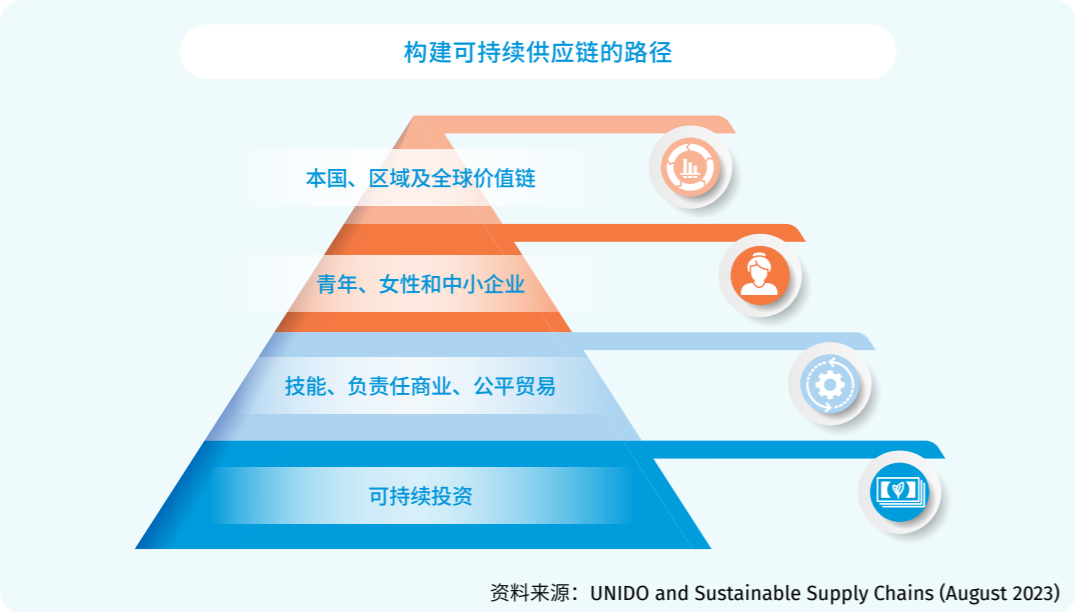 构建可持续供应链的路径
本国、区域及全球价值链
青年、女性和中小企业
技能、负责任商业、公平贸易
可持续投资
资料来源：UNIDO and Sustainable Supply Chains (August 2023)